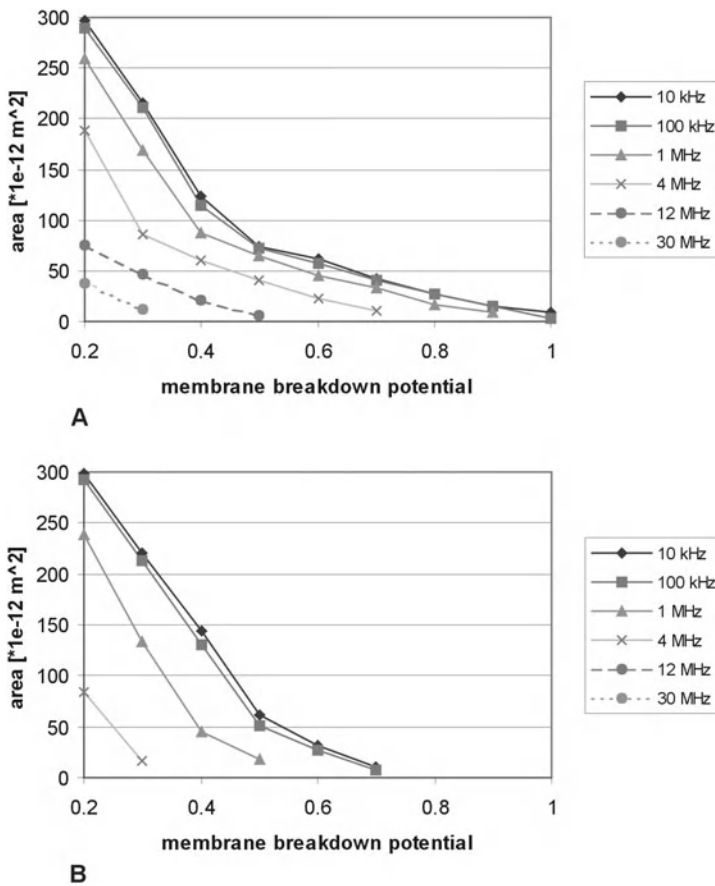 300
250
200
150
100
50
0
area [*1e-12 m^2]
0.2 0.4 0.6 0.8 1
membrane breakdown potential
10 kHz
100 kHz
1 MHz
4 MHz
12 MHz
30 MHz
A
300
250
200
150
100
50
0
area [*1e-12 m^2]
0.2 0.4 0.6 0.8 1
membrane breakdown potential
10 kHz
100 kHz
1 MHz
4 MHz
12 MHz
30 MHz
B